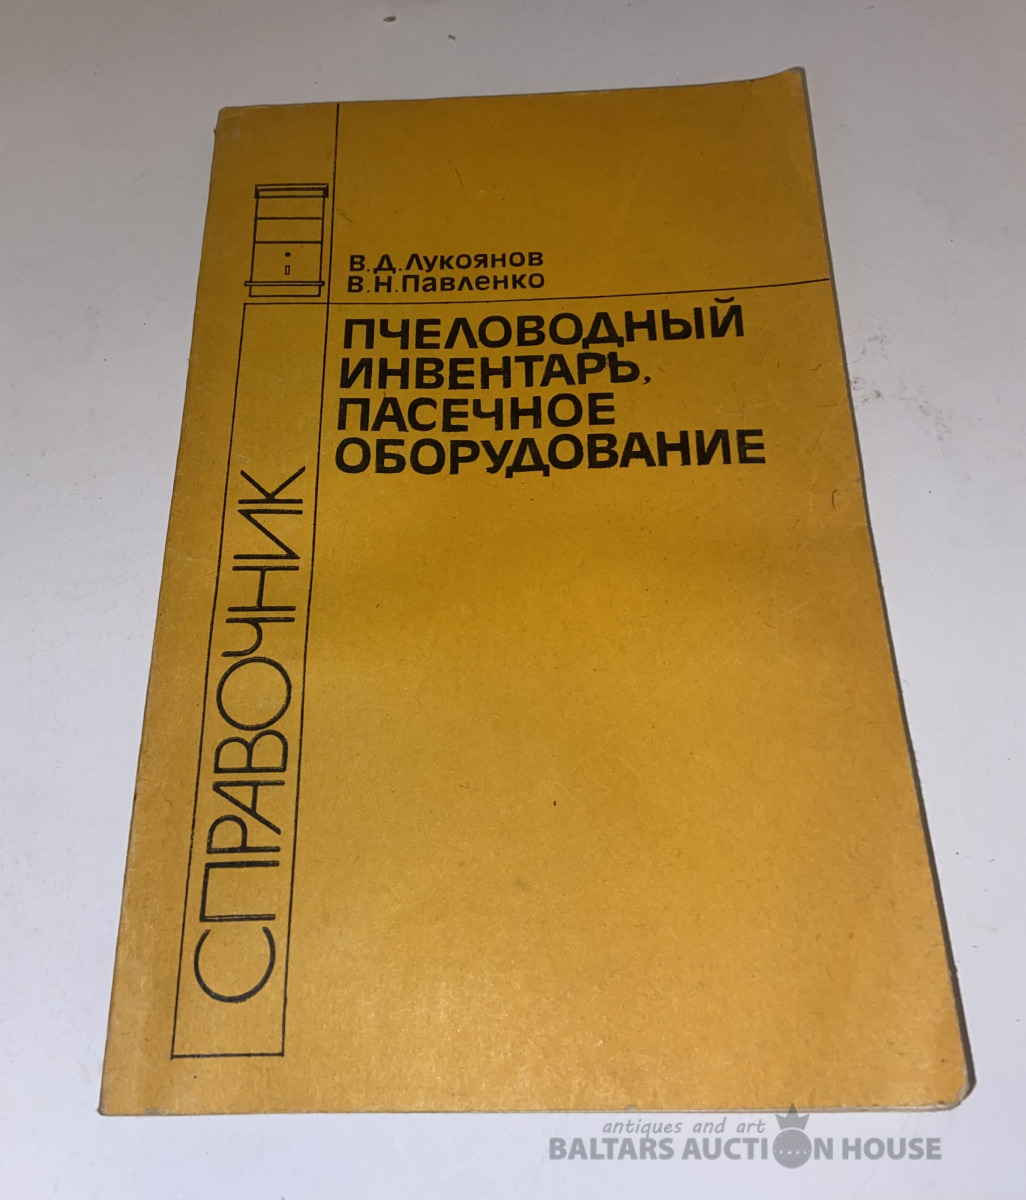 В.Д.Лукоянов
В.Н.Павленко
ПЧЕЛОВОДНЫЙ
ИНВЕНТАРЬ,
ПАСЕЧНОЕ
ОБОРУДОВАНИЕ
СПРАВОЧНИК
antiques and art
BALTARS AUCTION HOUSE